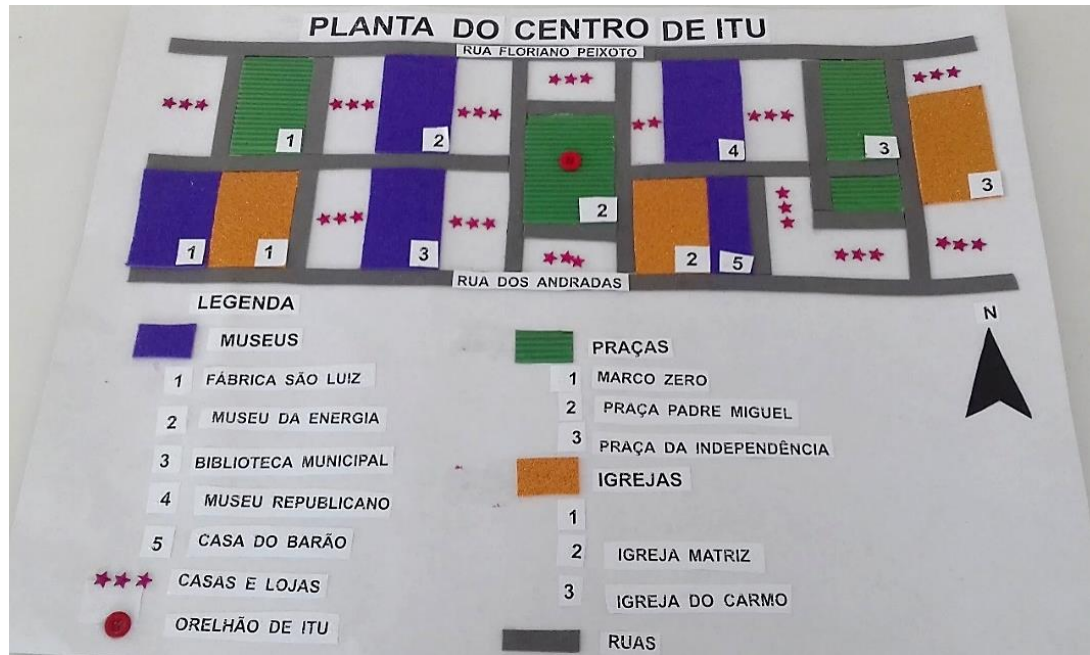 PLANTA DO CENTRO DE ITU
RUA FLORIANO PEIXOTO
1
2
4
3
2
3
1
1
3
2
5
RUA DOS ANDRADAS
LEGENDA
MUSEUS
1 FÁBRICA SÃO LUIZ
2 MUSEU DA ENERGIA
3 BIBLIOTECA MUNICIPAL
4 MUSEU REPUBLICANO
5 CASA DO BARÃO
CASAS E LOJAS
ORELHÃO DE ITU
PRAÇAS
1 MARCO ZERO
2 PRAÇA PADRE MIGUEL
3 PRAÇA DA INDEPENDÊNCIA
IGREJAS
1
2 IGREJA MATRIZ
3 IGREJA DO CARMO
RUAS
N